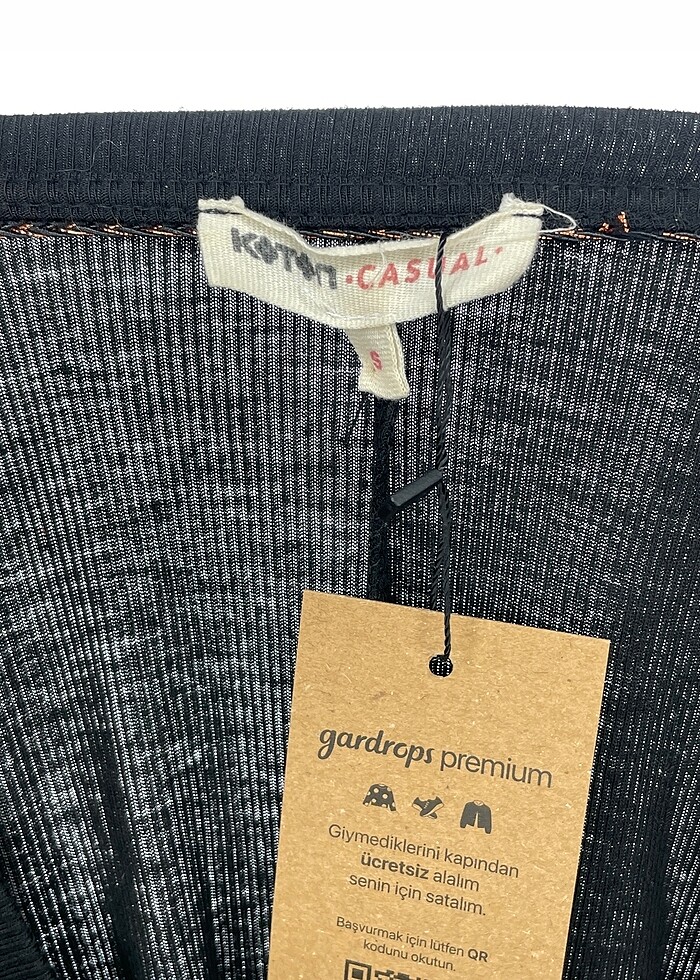 KOTON •CASUAL•
S
gardrops premium
Giymediklerini kapından
ücretsiz alalım
senin için satalım.
Başvurmak için lütfen QR
kodunu okutun.